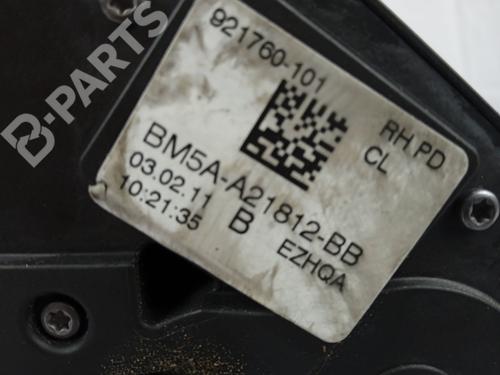 B-PARTS
921760-101
RH PD
CL
BM5A-A21812-BB
03.02.11 B EZHQA
10:21:35